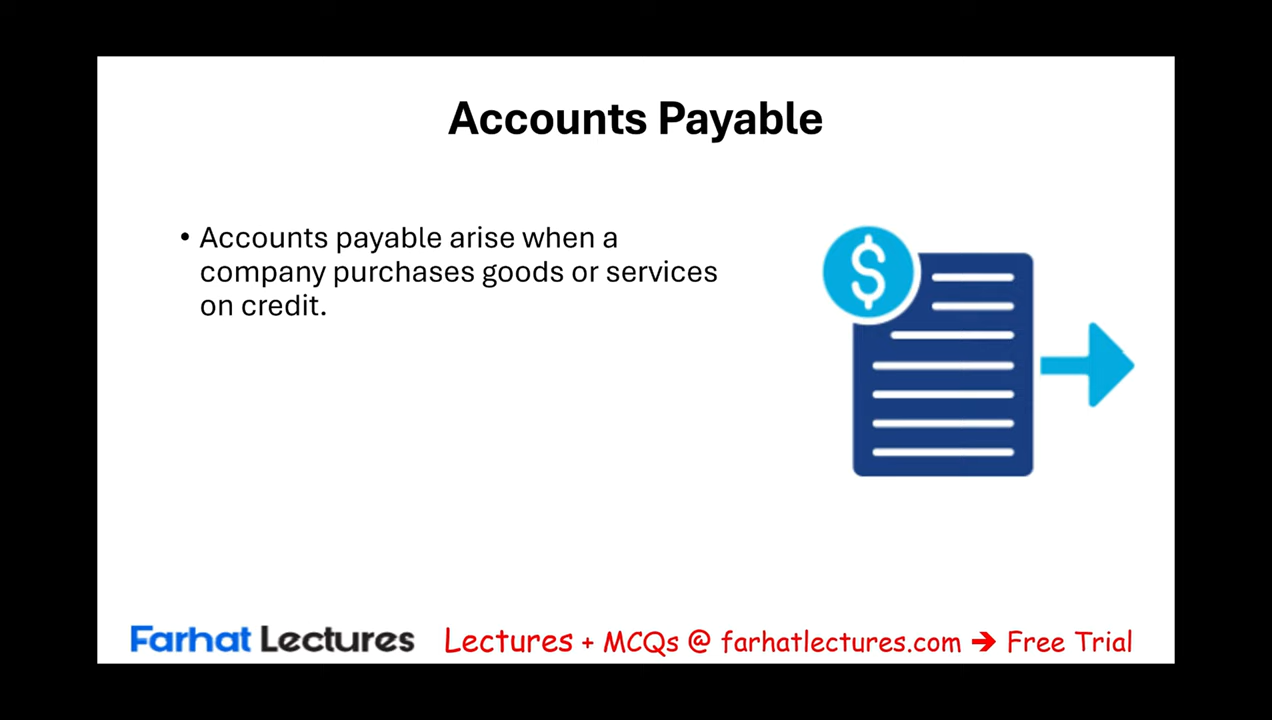 Accounts Payable
• Accounts payable arise when a
company purchases goods or services
on credit.
$
Farhat Lectures Lectures + MCQs @ farhatlectures.com ➔ Free Trial